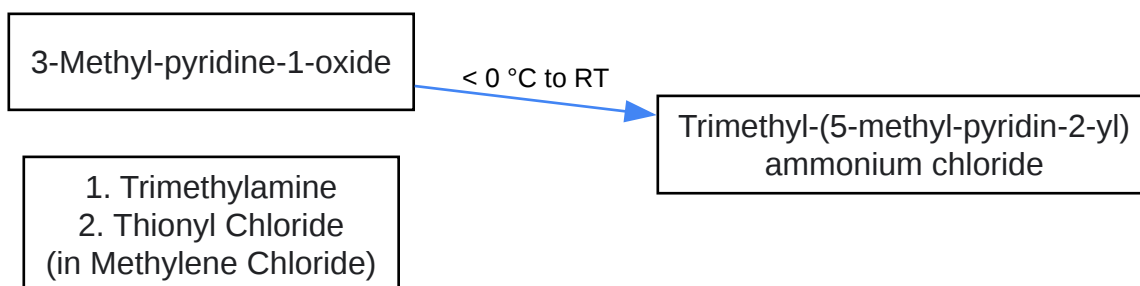 3-Methyl-pyridine-1-oxide
< 0 °C to RT
Trimethyl-(5-methyl-pyridin-2-yl)
ammonium chloride
1. Trimethylamine
2. Thionyl Chloride
(in Methylene Chloride)